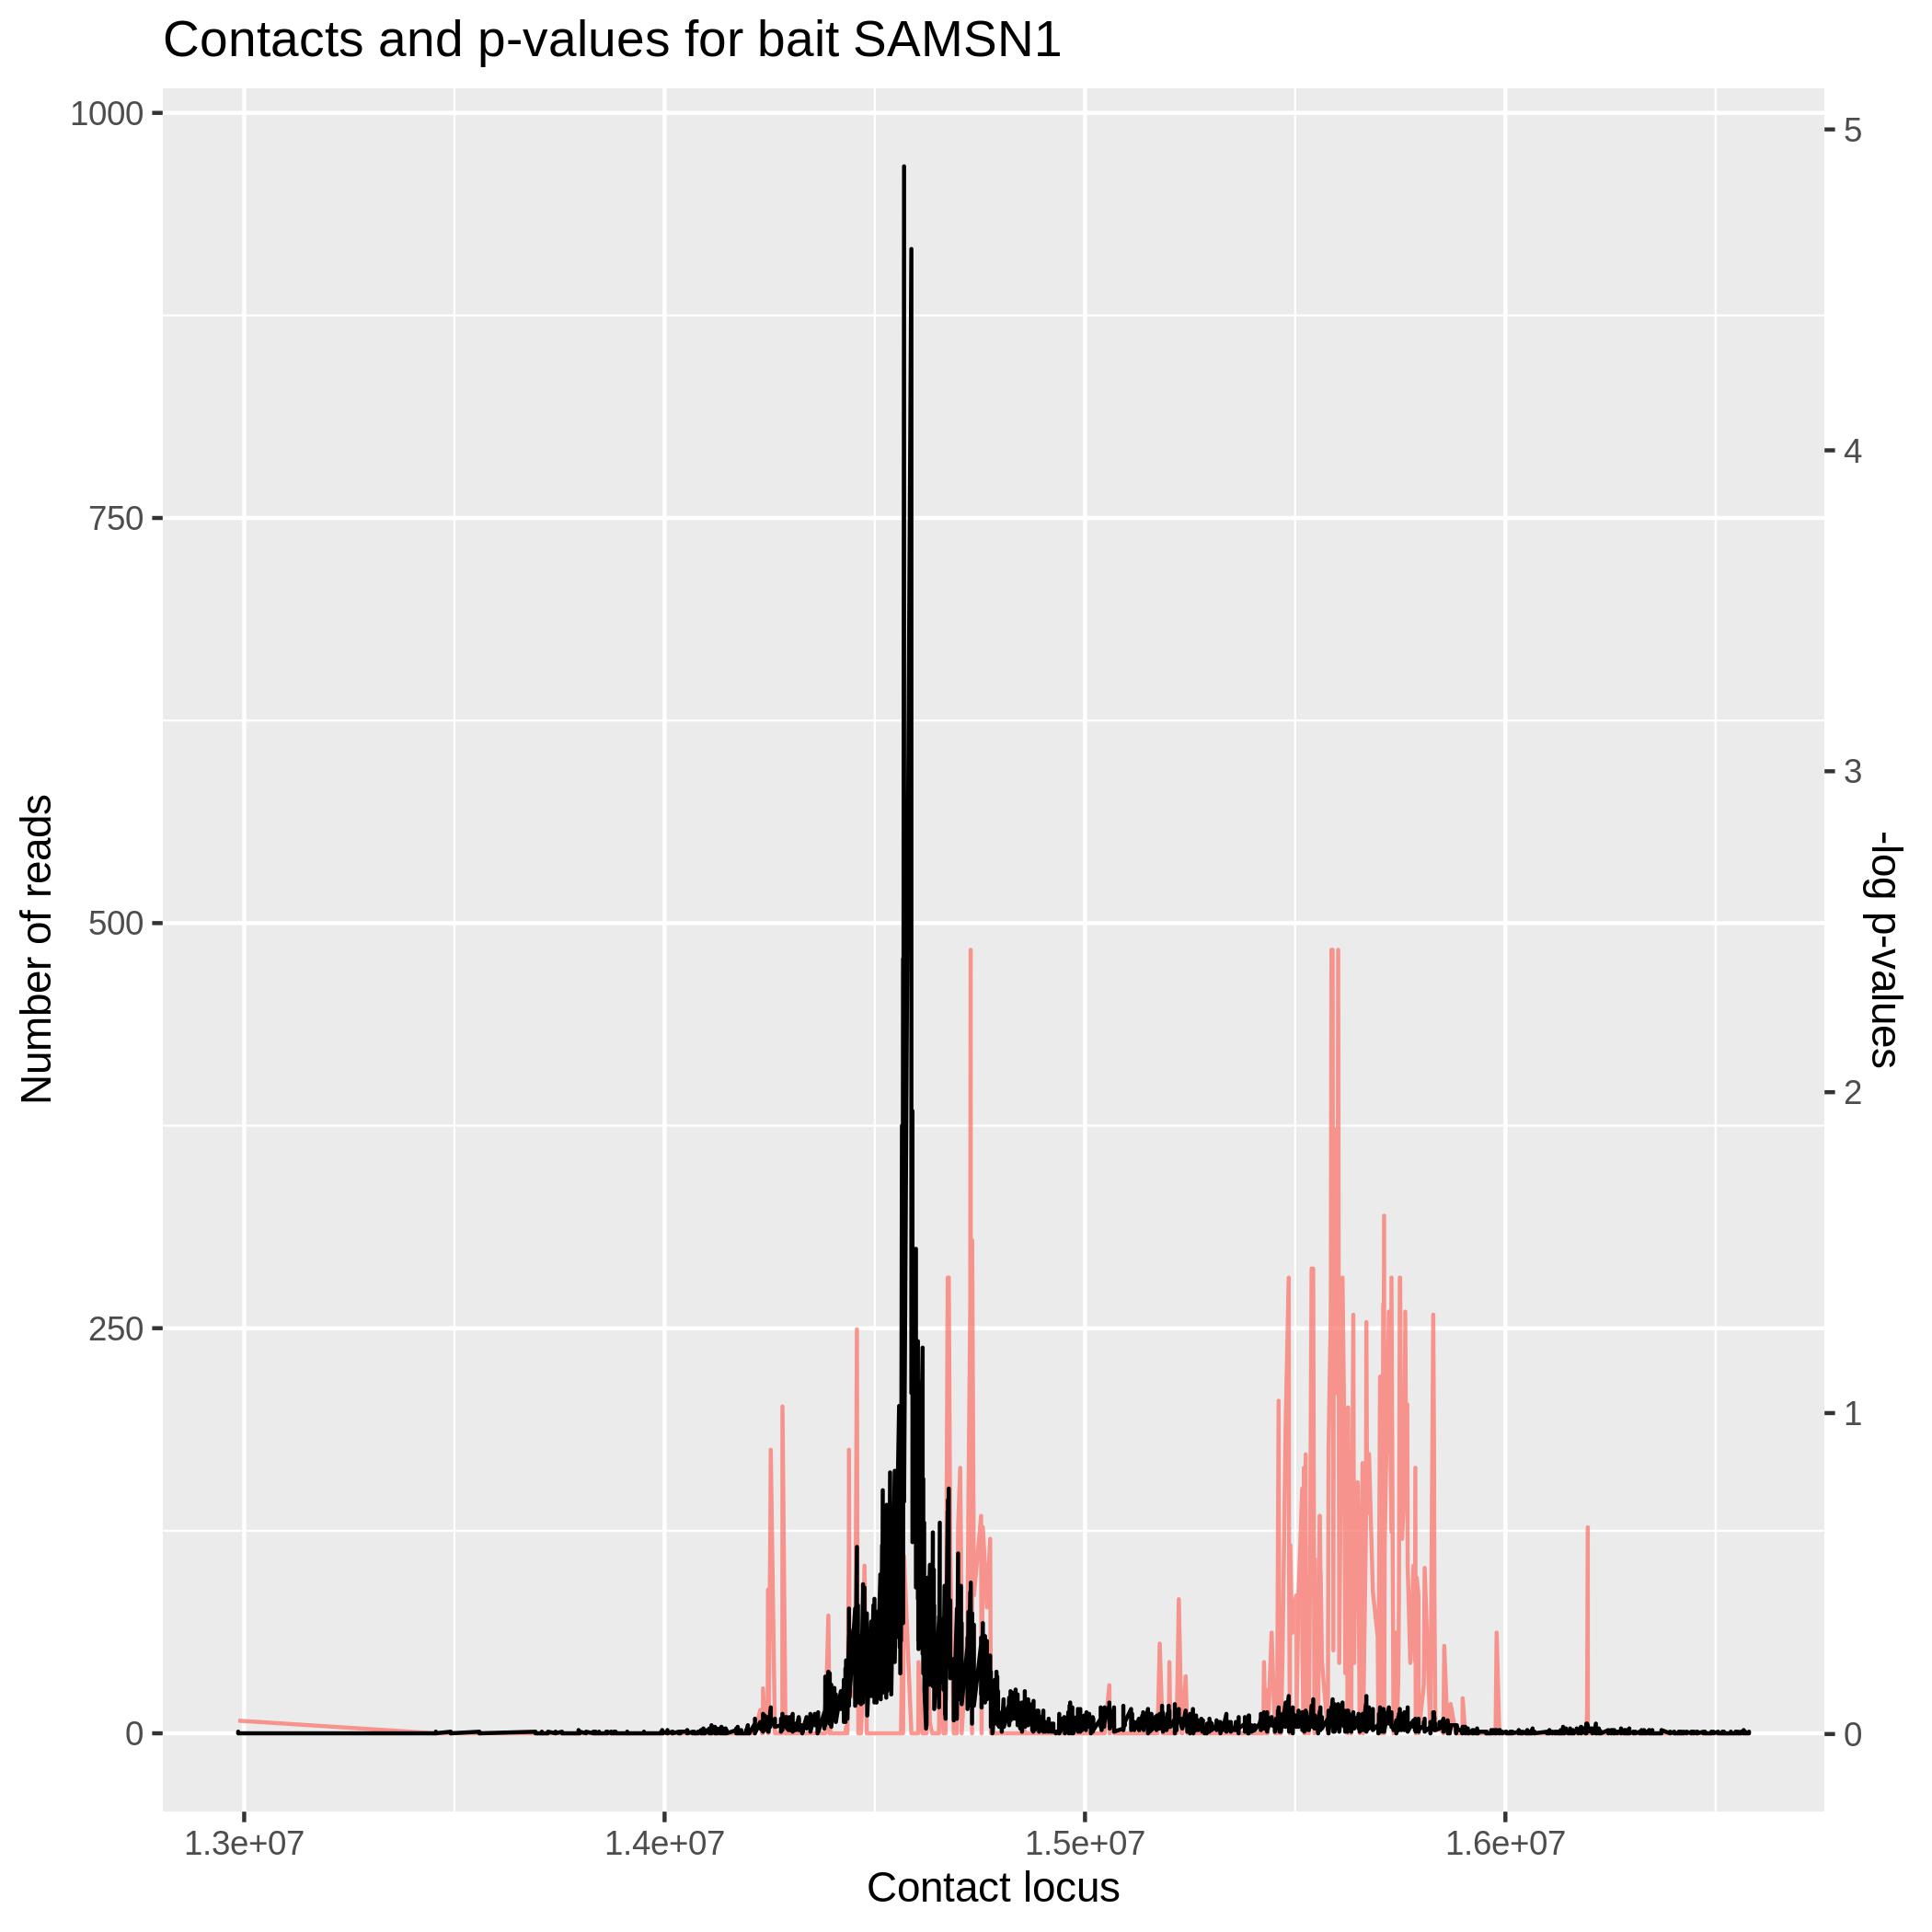 Contacts and p-values for bait SAMSN1
1000
750
500
250
0
5
4
3
2
1
0
Number of reads
-log p-values
1.3e+07
1.4e+07
1.5e+07
1.6e+07
Contact locus